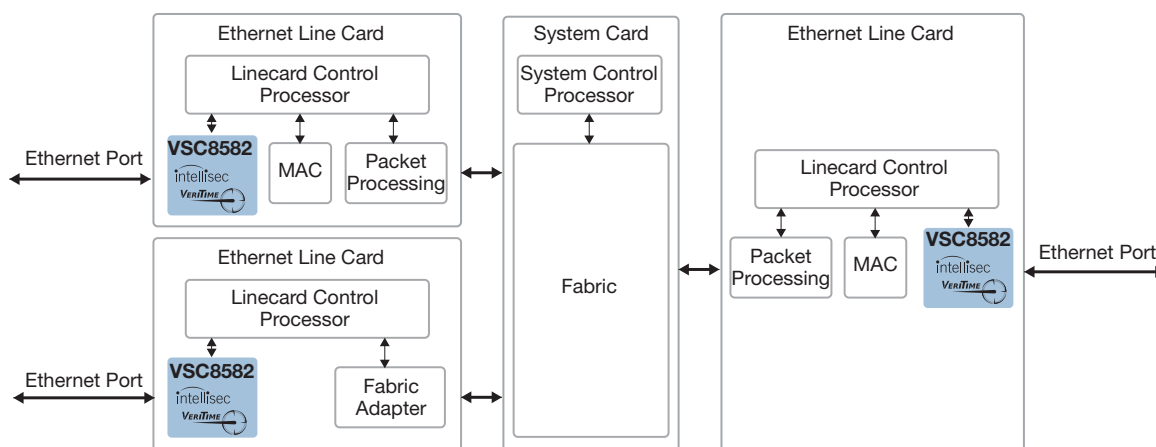 Ethernet Line Card
Linecard Control
Processor
Ethernet Port
VSC8582
intellisec
VERITIME
MAC
Packet
Processing
Ethernet Line Card
Linecard Control
Processor
Ethernet Port
VSC8582
intellisec
VERITIME
Fabric
Adapter
System Card
System Control
Processor
Fabric
Ethernet Line Card
Linecard Control
Processor
Packet
Processing
MAC
VSC8582
intellisec
VERITIME
Ethernet Port